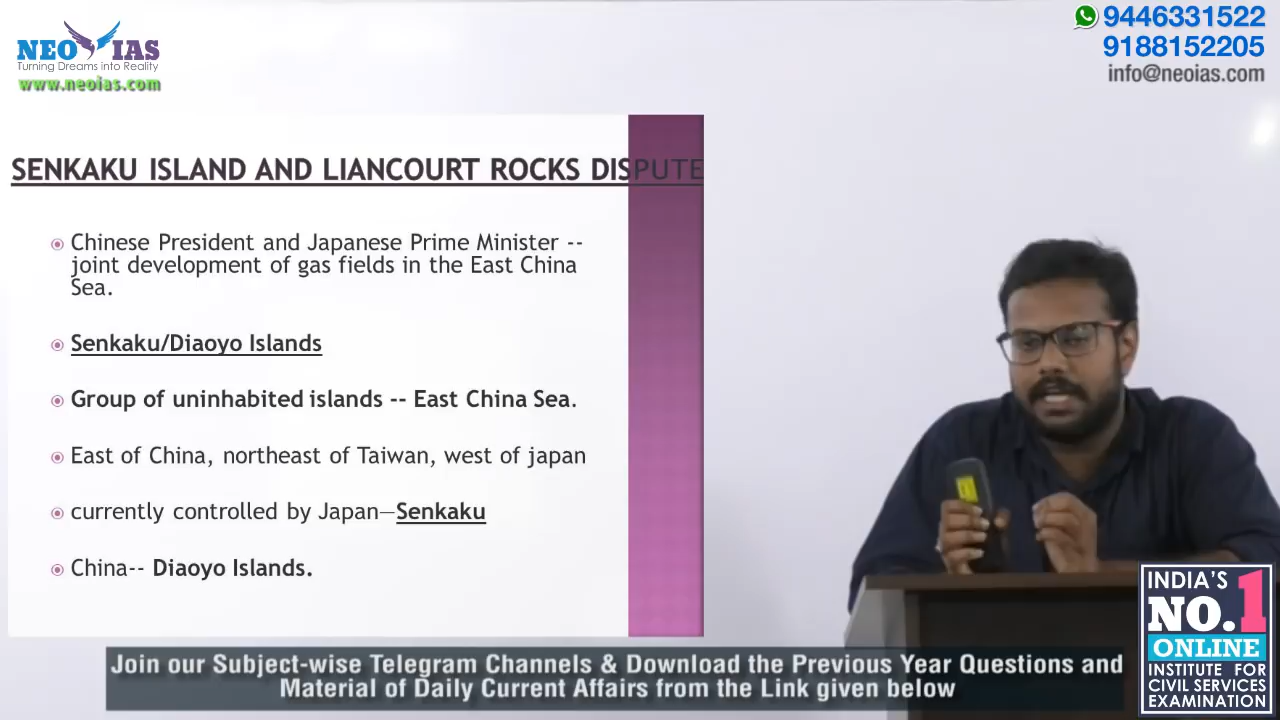 NEO IAS
Turning Dreams into Reality
www.neoias.com
9446331522
9188152205
info@neoias.com
SENKAKU ISLAND AND LIANCOURT ROCKS DISPUTE
Chinese President and Japanese Prime Minister --
joint development of gas fields in the East China
Sea.
Senkaku/Diaoyo Islands
Group of uninhabited islands -- East China Sea.
East of China, northeast of Taiwan, west of japan
currently controlled by Japan—Senkaku
China-- Diaoyo Islands.
INDIA'S
NO.1
ONLINE
INSTITUTE FOR
CIVIL SERVICES
EXAMINATION
Join our Subject-wise Telegram Channels & Download the Previous Year Questions and
Material of Daily Current Affairs from the Link given below